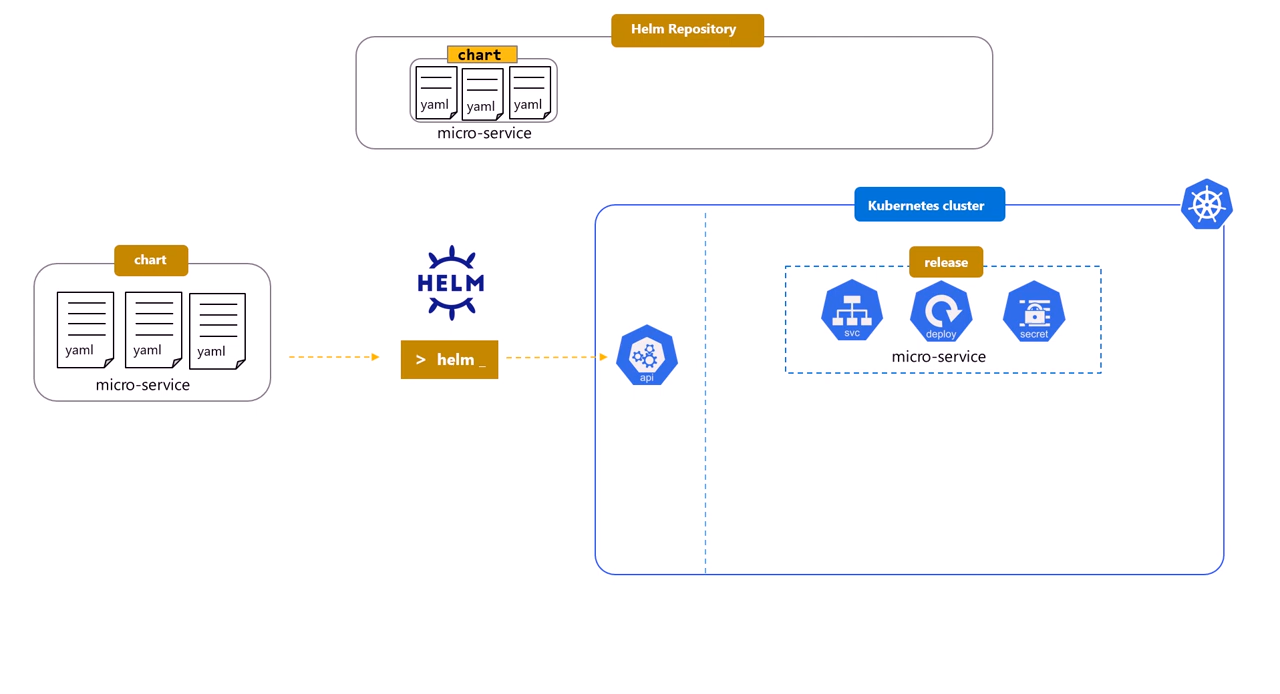 Helm Repository
chart
yaml yaml yaml
micro-service
Kubernetes cluster
chart
yaml yaml yaml
micro-service
HELM
> helm _
api
release
svc deploy secret
micro-service